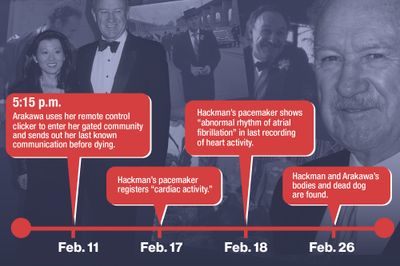 5:15 p.m.
Arakawa uses her remote control
clicker to enter her gated community
and sends out her last known
communication before dying.
Hackman's pacemaker
registers "cardiac activity."
Hackman's pacemaker shows
"abnormal rhythm of atrial
fibrillation" in last recording
of heart activity.
Hackman and Arakawa's
bodies and dead dog
are found.
Feb. 11
Feb. 17
Feb. 18
Feb. 26